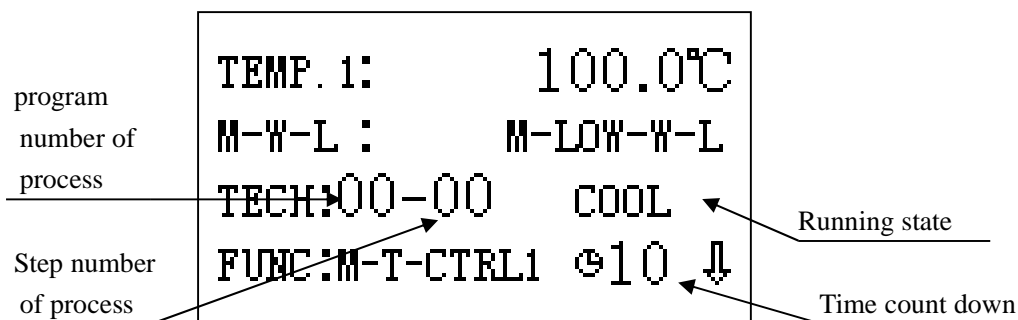 TEMP. 1: 100.0℃
M-W-L : M-LOW-W-L
TECH:00-00 COOL
FUNC:M-T-CTRL1 10 ⇩
program
number of
process
Step number
of process
Running state
Time count down